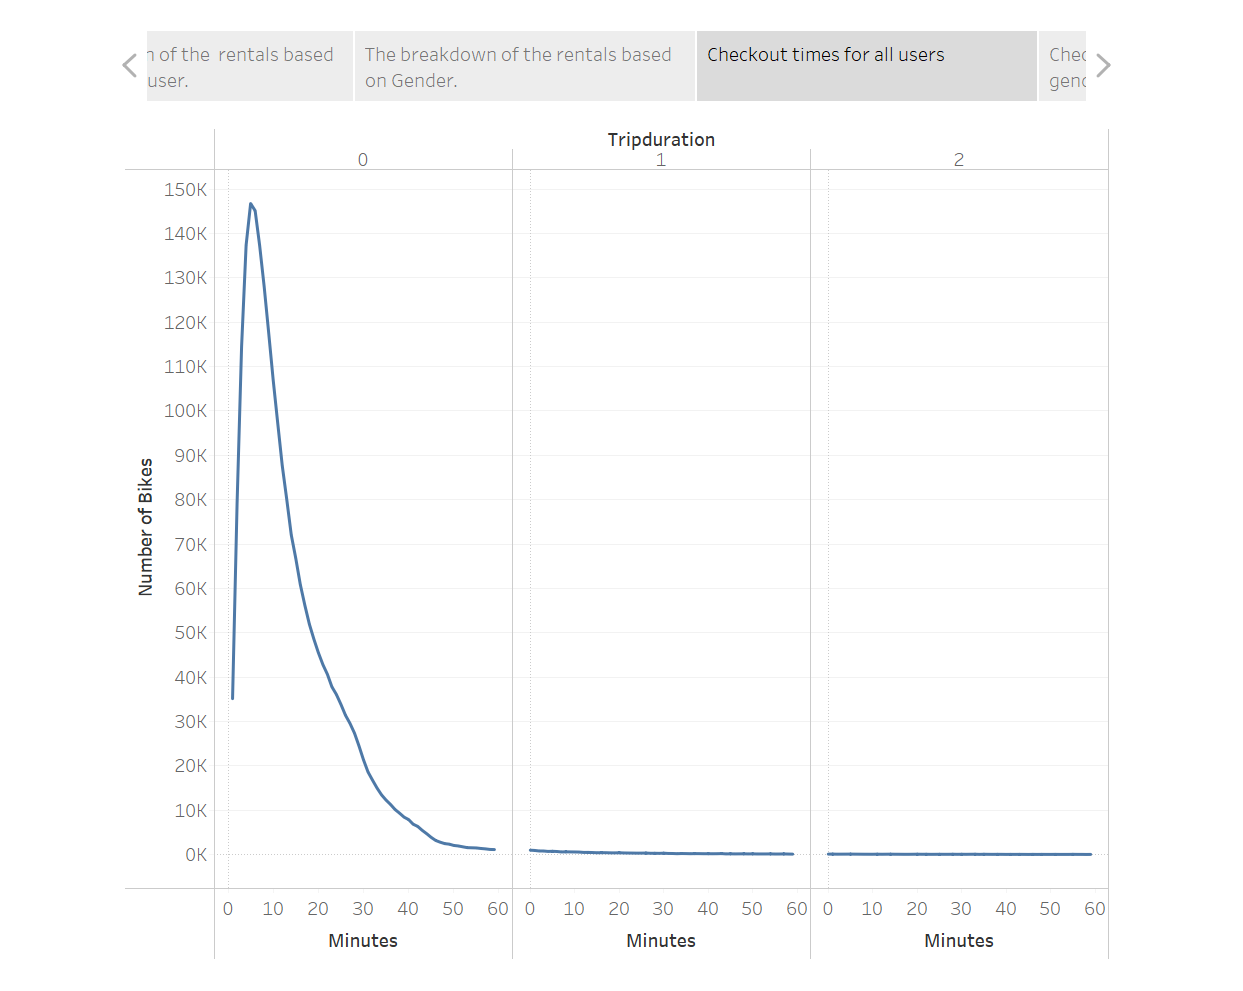 of the rentals based
user.
The breakdown of the rentals based
on Gender.
Checkout times for all users
Tripduration
0 1 2
150K
140K
130K
120K
110K
100K
90K
80K
70K
60K
50K
40K
30K
20K
10K
0K
Number of Bikes
0 10 20 30 40 50 60 0 10 20 30 40 50 60 0 10 20 30 40 50 60
Minutes Minutes Minutes